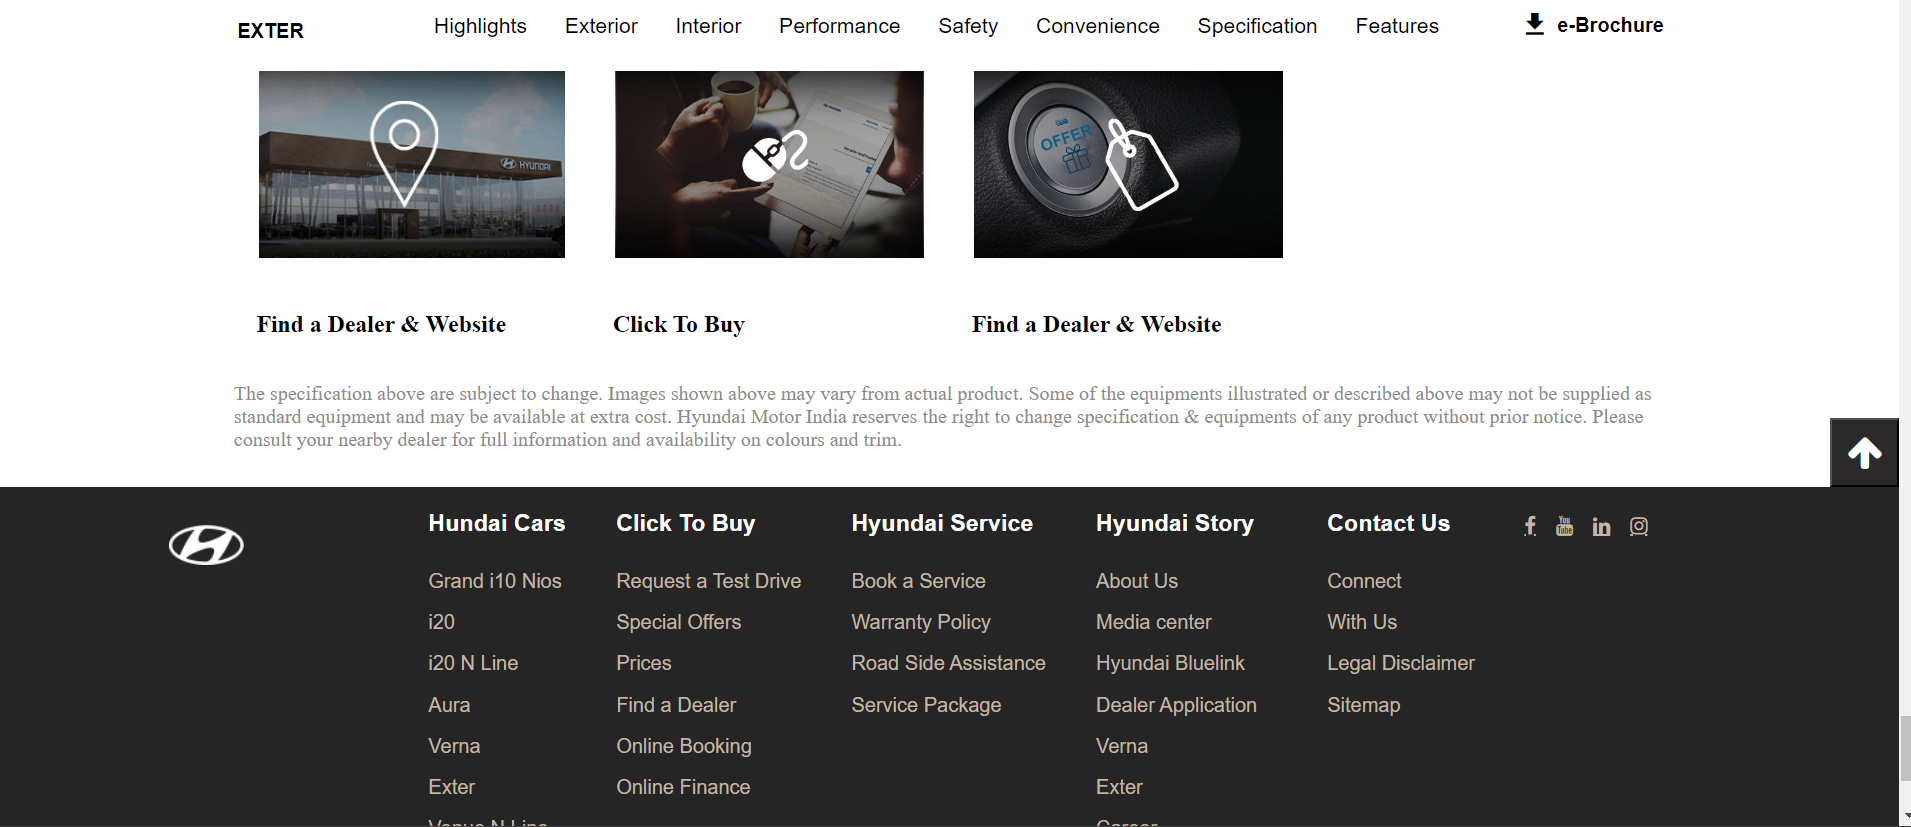 EXTER
Highlights Exterior Interior Performance Safety Convenience Specification Features
e-Brochure
HYUNDAI
OFFER
Find a Dealer & Website
Click To Buy
Find a Dealer & Website
The specification above are subject to change. Images shown above may vary from actual product. Some of the equipments illustrated or described above may not be supplied as
standard equipment and may be available at extra cost. Hyundai Motor India reserves the right to change specification & equipments of any product without prior notice. Please
consult your nearby dealer for full information and availability on colours and trim.
Hundai Cars
Grand i10 Nios
i20
i20 N Line
Aura
Verna
Exter
Venue N Line
Click To Buy
Request a Test Drive
Special Offers
Prices
Find a Dealer
Online Booking
Online Finance
Hyundai Service
Book a Service
Warranty Policy
Road Side Assistance
Service Package
Hyundai Story
About Us
Media center
Hyundai Bluelink
Dealer Application
Verna
Exter
Career
Contact Us
Connect
With Us
Legal Disclaimer
Sitemap
You
Tube